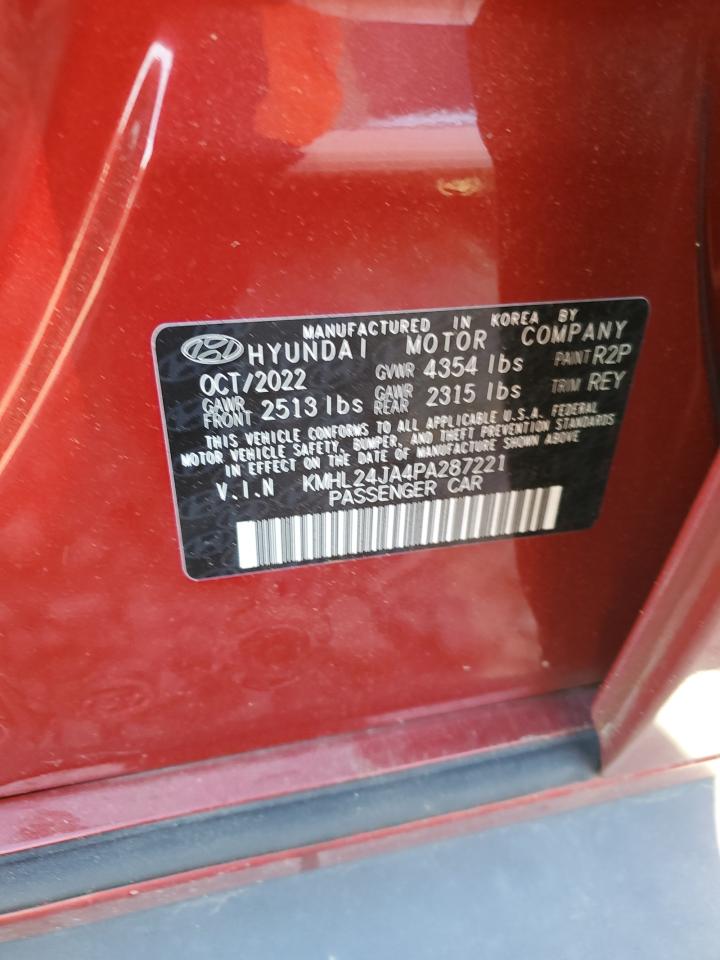 MANUFACTURED IN KOREA BY
HYUNDAI MOTOR COMPANY
OCT/2022 GVWR 4354 lbs PAINT R2P
GAWR FRONT 2513 lbs GAWR REAR 2315 lbs TRIM REY
THIS VEHICLE CONFORMS TO ALL APPLICABLE U.S.A. FEDERAL
MOTOR VEHICLE SAFETY, BUMPER, AND THEFT PREVENTION STANDARDS
IN EFFECT ON THE DATE OF MANUFACTURE SHOWN ABOVE
V.I.N KMHL24JA4PA287221
PASSENGER CAR